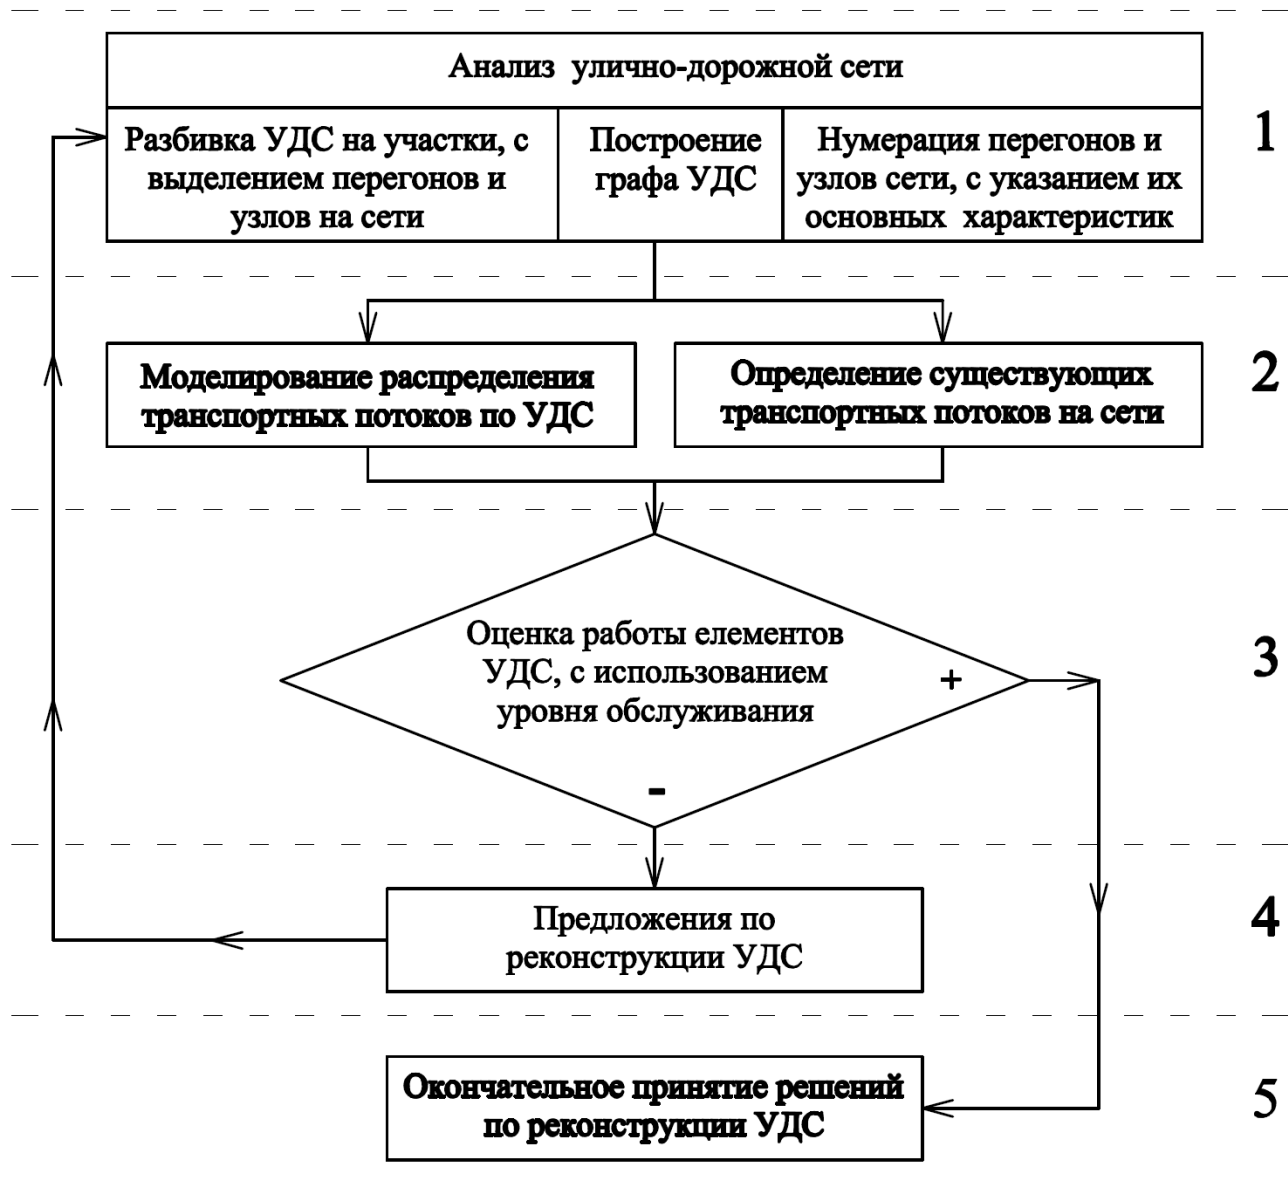 Анализ улично-дорожной сети
Разбивка УДС на участки, с
выделением перегонов и
узлов на сети
Построение
графа УДС
Нумерация перегонов и
узлов сети, с указанием их
основных характеристик
1
Моделирование распределения
транспортных потоков по УДС
Определение существующих
транспортных потоков на сети
2
Оценка работы елементов
УДС, с использованием
уровня обслуживания
+
-
3
Предложения по
реконструкции УДС
4
Окончательное принятие решений
по реконструкции УДС
5